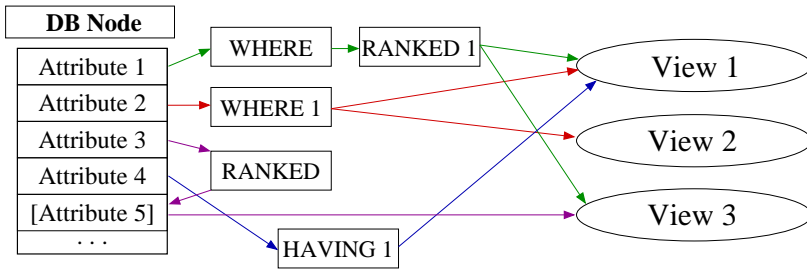 DB Node
Attribute 1
Attribute 2
Attribute 3
Attribute 4
[Attribute 5]
. . .
WHERE
RANKED 1
WHERE 1
RANKED
HAVING 1
View 1
View 2
View 3